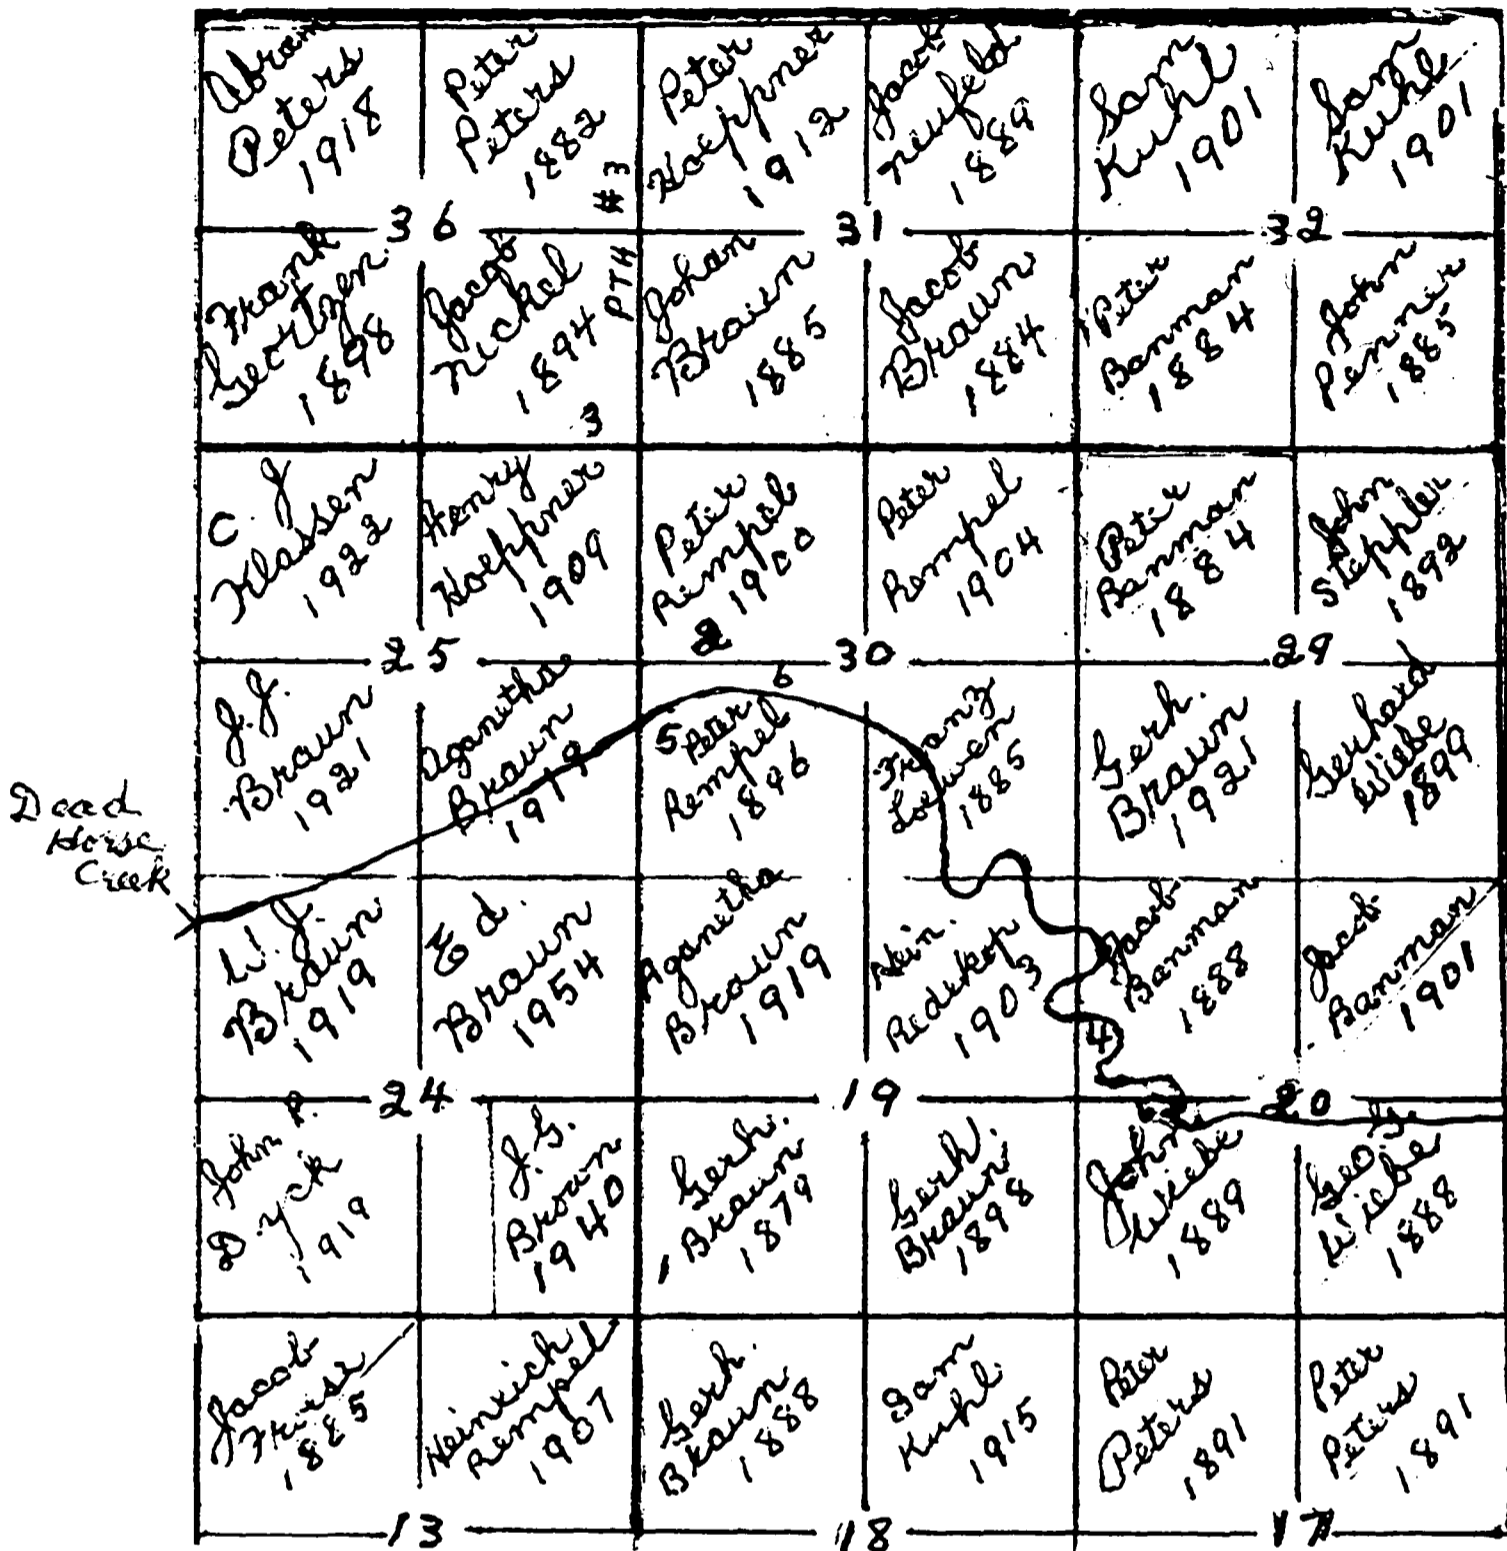 Abram
Peters
1918
Peter
Peters
1882
Peter
Hoeppner
1912
Jacob
Neufeld
1889
Sam
Kuhl
1901
Sam
Kuhl
1901
#3
PTH
36
31
32
Frank
Geortzen
1898
Jacob
Nickel
1894
3
Johan
Braun
1885
Jacob
Braun
1884
Peter
Banman
1884
John
Penner
1885
C. J
Klassen
1922
Henry
Hoeppner
1909
Peter
Rempel
1900
2
Peter
Rempel
1904
Peter
Banman
1884
John
Steppler
1892
25
30
29
J. J.
Braun
1921
Aganetha
Braun
1919
5
6
Peter
Rempel
1896
Franz
Loewen
1885
Gerh.
Braun
1921
Gerhard
Wiebe
1899
Dead
Horse
Creek
W. J.
Braun
1919
Ed.
Braun
1954
Aganetha
Braun
1919
Hein.
Redekop
1903
Jacob
Banman
1888
4
Jacob
Banman
1901
24
19
20
John P.
Dyck
1919
J. G.
Brown
1940
1
Gerh.
Braun
1879
Gerh.
Braun
1898
John
Wiebe
1889
Geo
Wiebe
1888
Jacob
Friese
1885
Heinrich
Rempel
1907
Gerh.
Braun
1888
Sam
Kuhl
1915
Peter
Peters
1891
Peter
Peters
1891
13
18
17